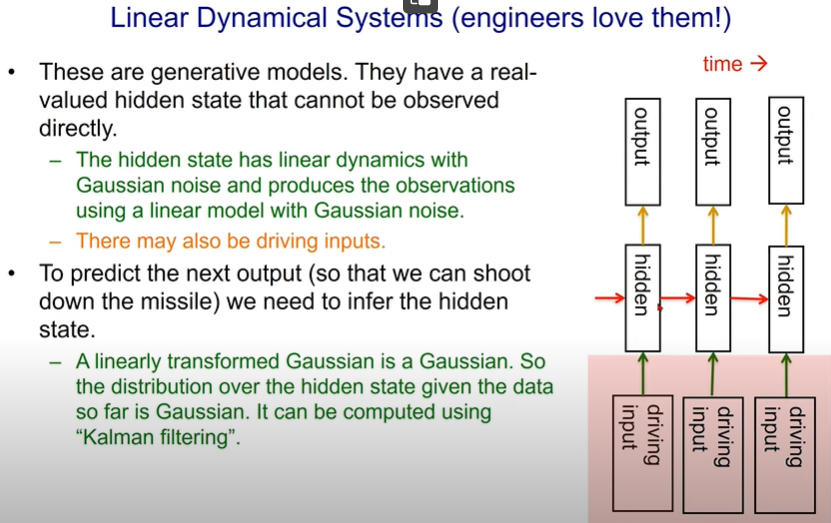 Linear Dynamical Systems (engineers love them!)
• These are generative models. They have a real-
valued hidden state that cannot be observed
directly.
– The hidden state has linear dynamics with
Gaussian noise and produces the observations
using a linear model with Gaussian noise.
– There may also be driving inputs.
• To predict the next output (so that we can shoot
down the missile) we need to infer the hidden
state.
– A linearly transformed Gaussian is a Gaussian. So
the distribution over the hidden state given the data
so far is Gaussian. It can be computed using
“Kalman filtering”.
time →
output
output
output
hidden
hidden
hidden
driving
input
driving
input
driving
input